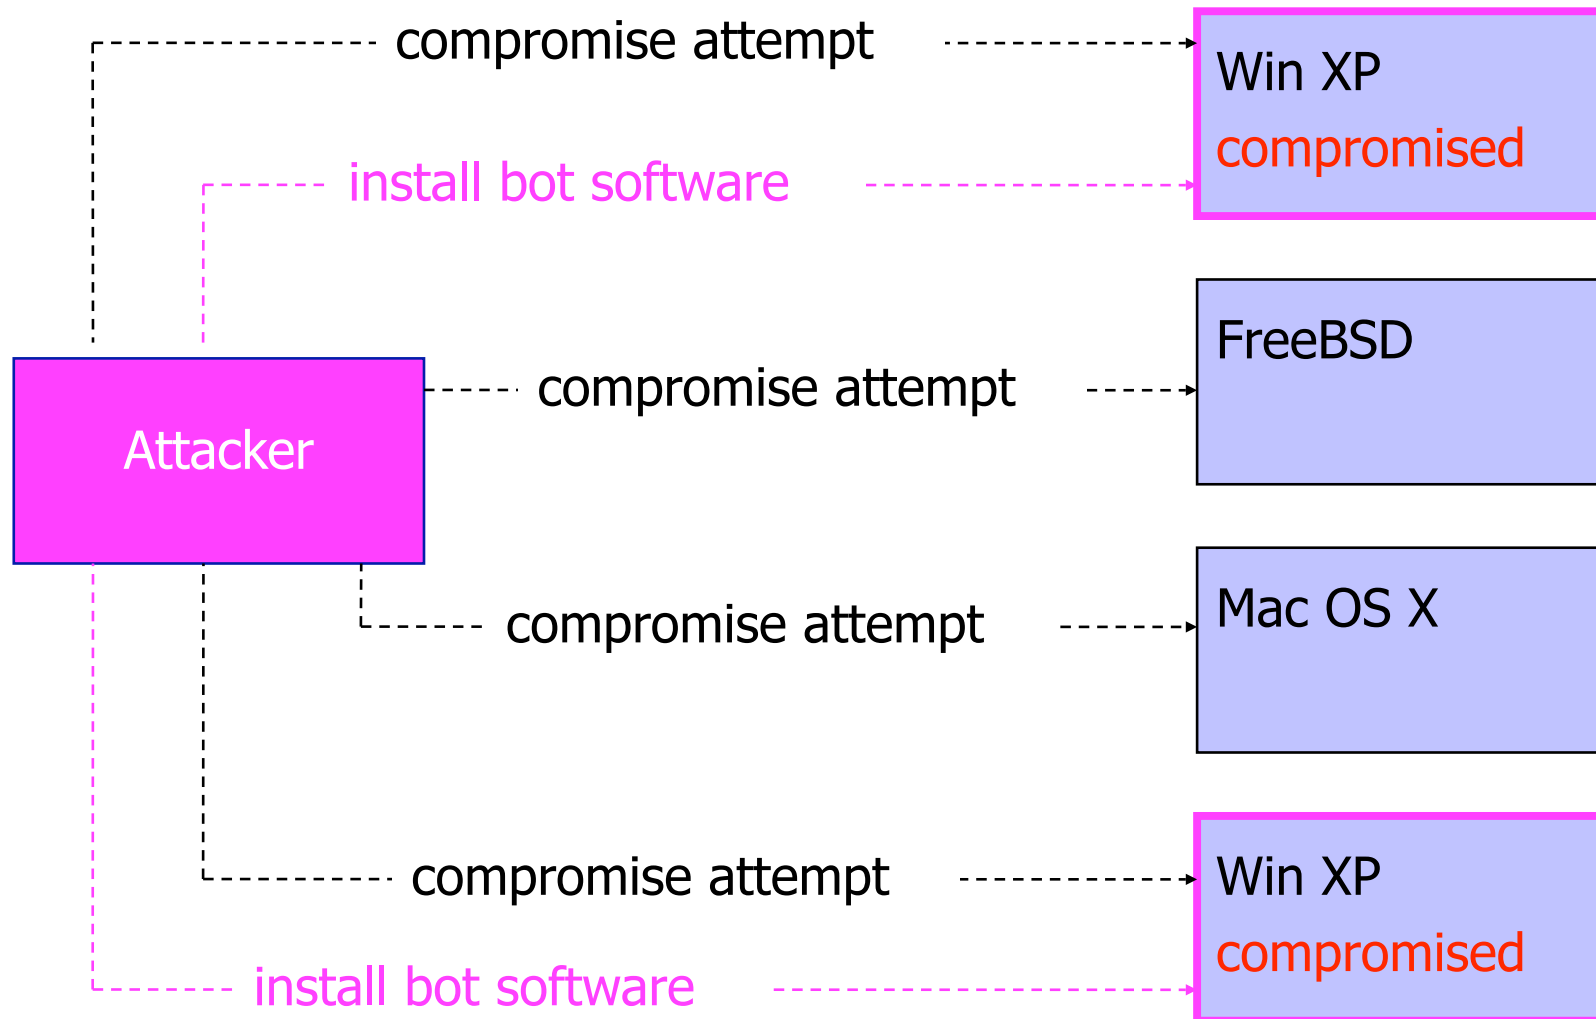 compromise attempt
Win XP
compromised
install bot software
FreeBSD
compromise attempt
Attacker
compromise attempt
Mac OS X
compromise attempt
Win XP
compromised
install bot software